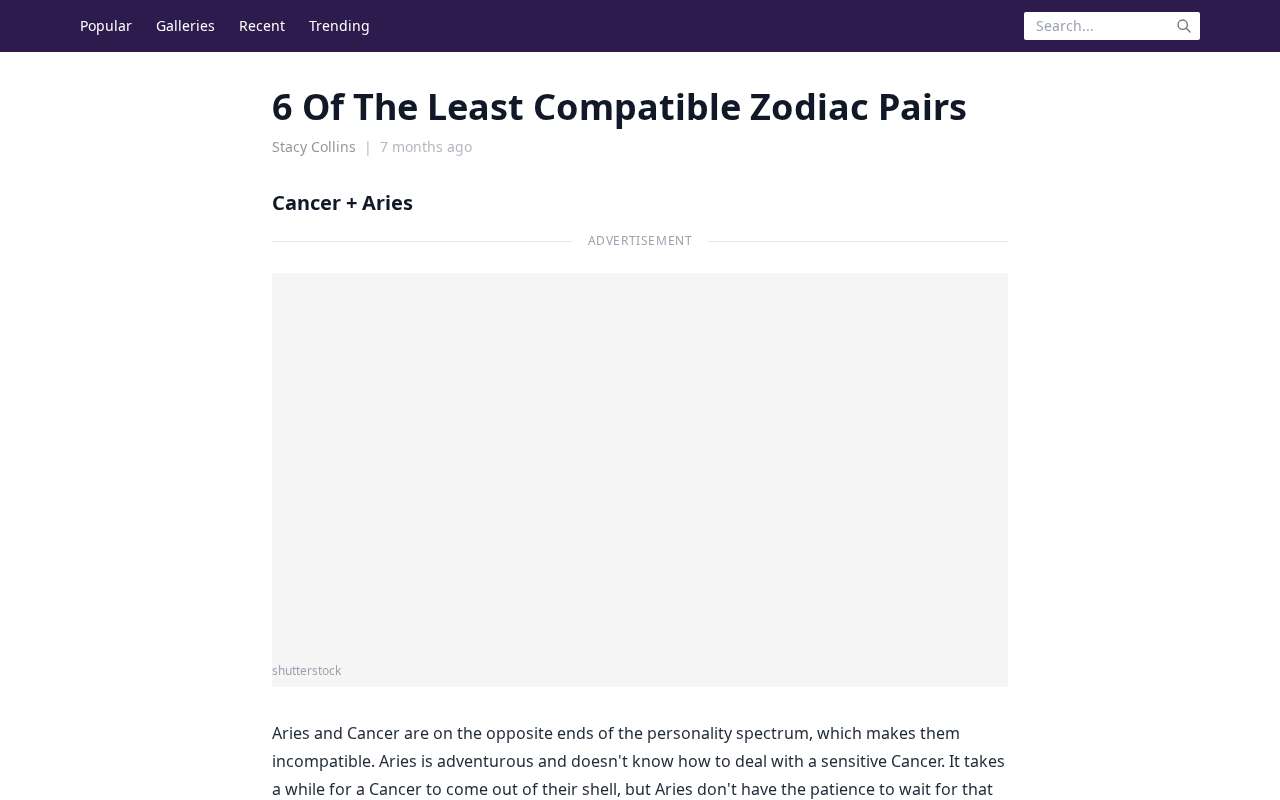 Popular Galleries Recent Trending Search...
6 Of The Least Compatible Zodiac Pairs
Stacy Collins | 7 months ago
Cancer + Aries
ADVERTISEMENT
shutterstock
Aries and Cancer are on the opposite ends of the personality spectrum, which makes them
incompatible. Aries is adventurous and doesn't know how to deal with a sensitive Cancer. It takes
a while for a Cancer to come out of their shell, but Aries don't have the patience to wait for that